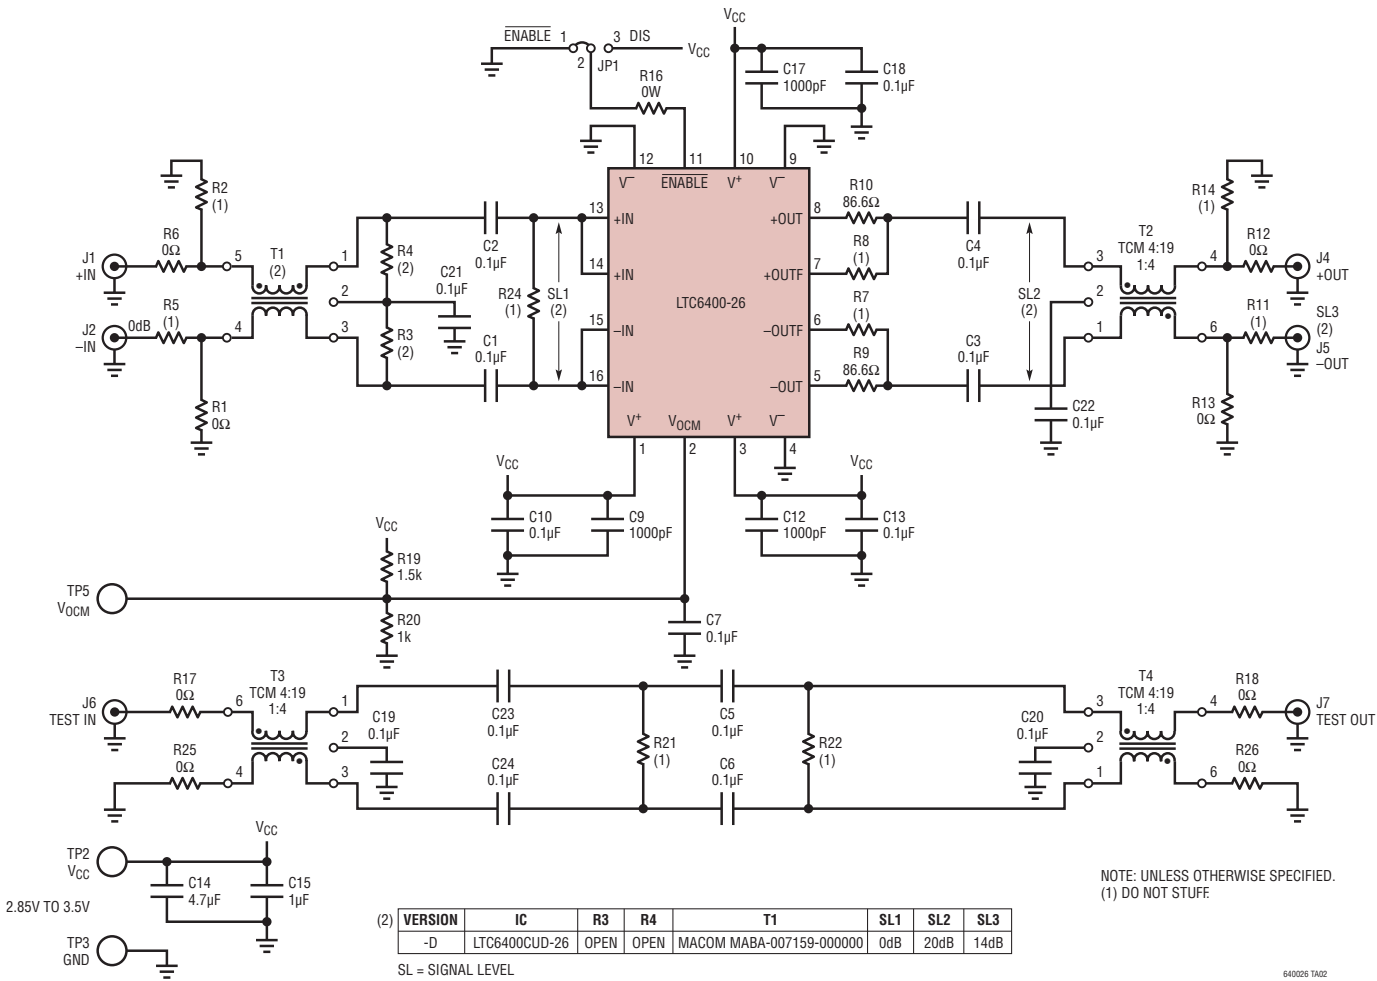 VCC
ENABLE 1 3 DIS
VCC
2 JP1
R16
0W
C17
1000pF
C18
0.1µF
12 11 10 9
V– ENABLE V+ V–
R2
(1)
J1
+IN
R6
0Ω
5
T1
(2)
1
2
3
4
R4
(2)
R3
(2)
C21
0.1µF
C2
0.1µF
R24
(1)
SL1
(2)
C1
0.1µF
J2
–IN
0dB
R5
(1)
R1
0Ω
13
+IN
14
+IN
15
–IN
16
–IN
LTC6400-26
+OUT
8
+OUTF
7
–OUTF
6
–OUT
5
V+ VOCM V+ V–
1 2 3 4
R10
86.6Ω
R8
(1)
R7
(1)
R9
86.6Ω
C4
0.1µF
C3
0.1µF
SL2
(2)
T2
TCM 4:19
1:4
3
2
1
4
6
C22
0.1µF
R14
(1)
R12
0Ω
R11
(1)
R13
0Ω
J4
+OUT
SL3
(2)
J5
–OUT
VCC
C10
0.1µF
C9
1000pF
VCC
C12
1000pF
C13
0.1µF
VCC
R19
1.5k
TP5
VOCM
R20
1k
C7
0.1µF
J6
TEST IN
R17
0Ω
6
T3
TCM 4:19
1:4
1
2
3
4
R25
0Ω
C19
0.1µF
C23
0.1µF
C24
0.1µF
R21
(1)
C5
0.1µF
C6
0.1µF
R22
(1)
C20
0.1µF
T4
TCM 4:19
1:4
3
2
1
4
6
R18
0Ω
R26
0Ω
J7
TEST OUT
TP2
VCC
VCC
C14
4.7µF
C15
1µF
2.85V TO 3.5V
TP3
GND
NOTE: UNLESS OTHERWISE SPECIFIED.
(1) DO NOT STUFF.
(2) VERSION IC R3 R4 T1 SL1 SL2 SL3
-D LTC6400CUD-26 OPEN OPEN MACOM MABA-007159-000000 0dB 20dB 14dB
SL = SIGNAL LEVEL
640026 TA02